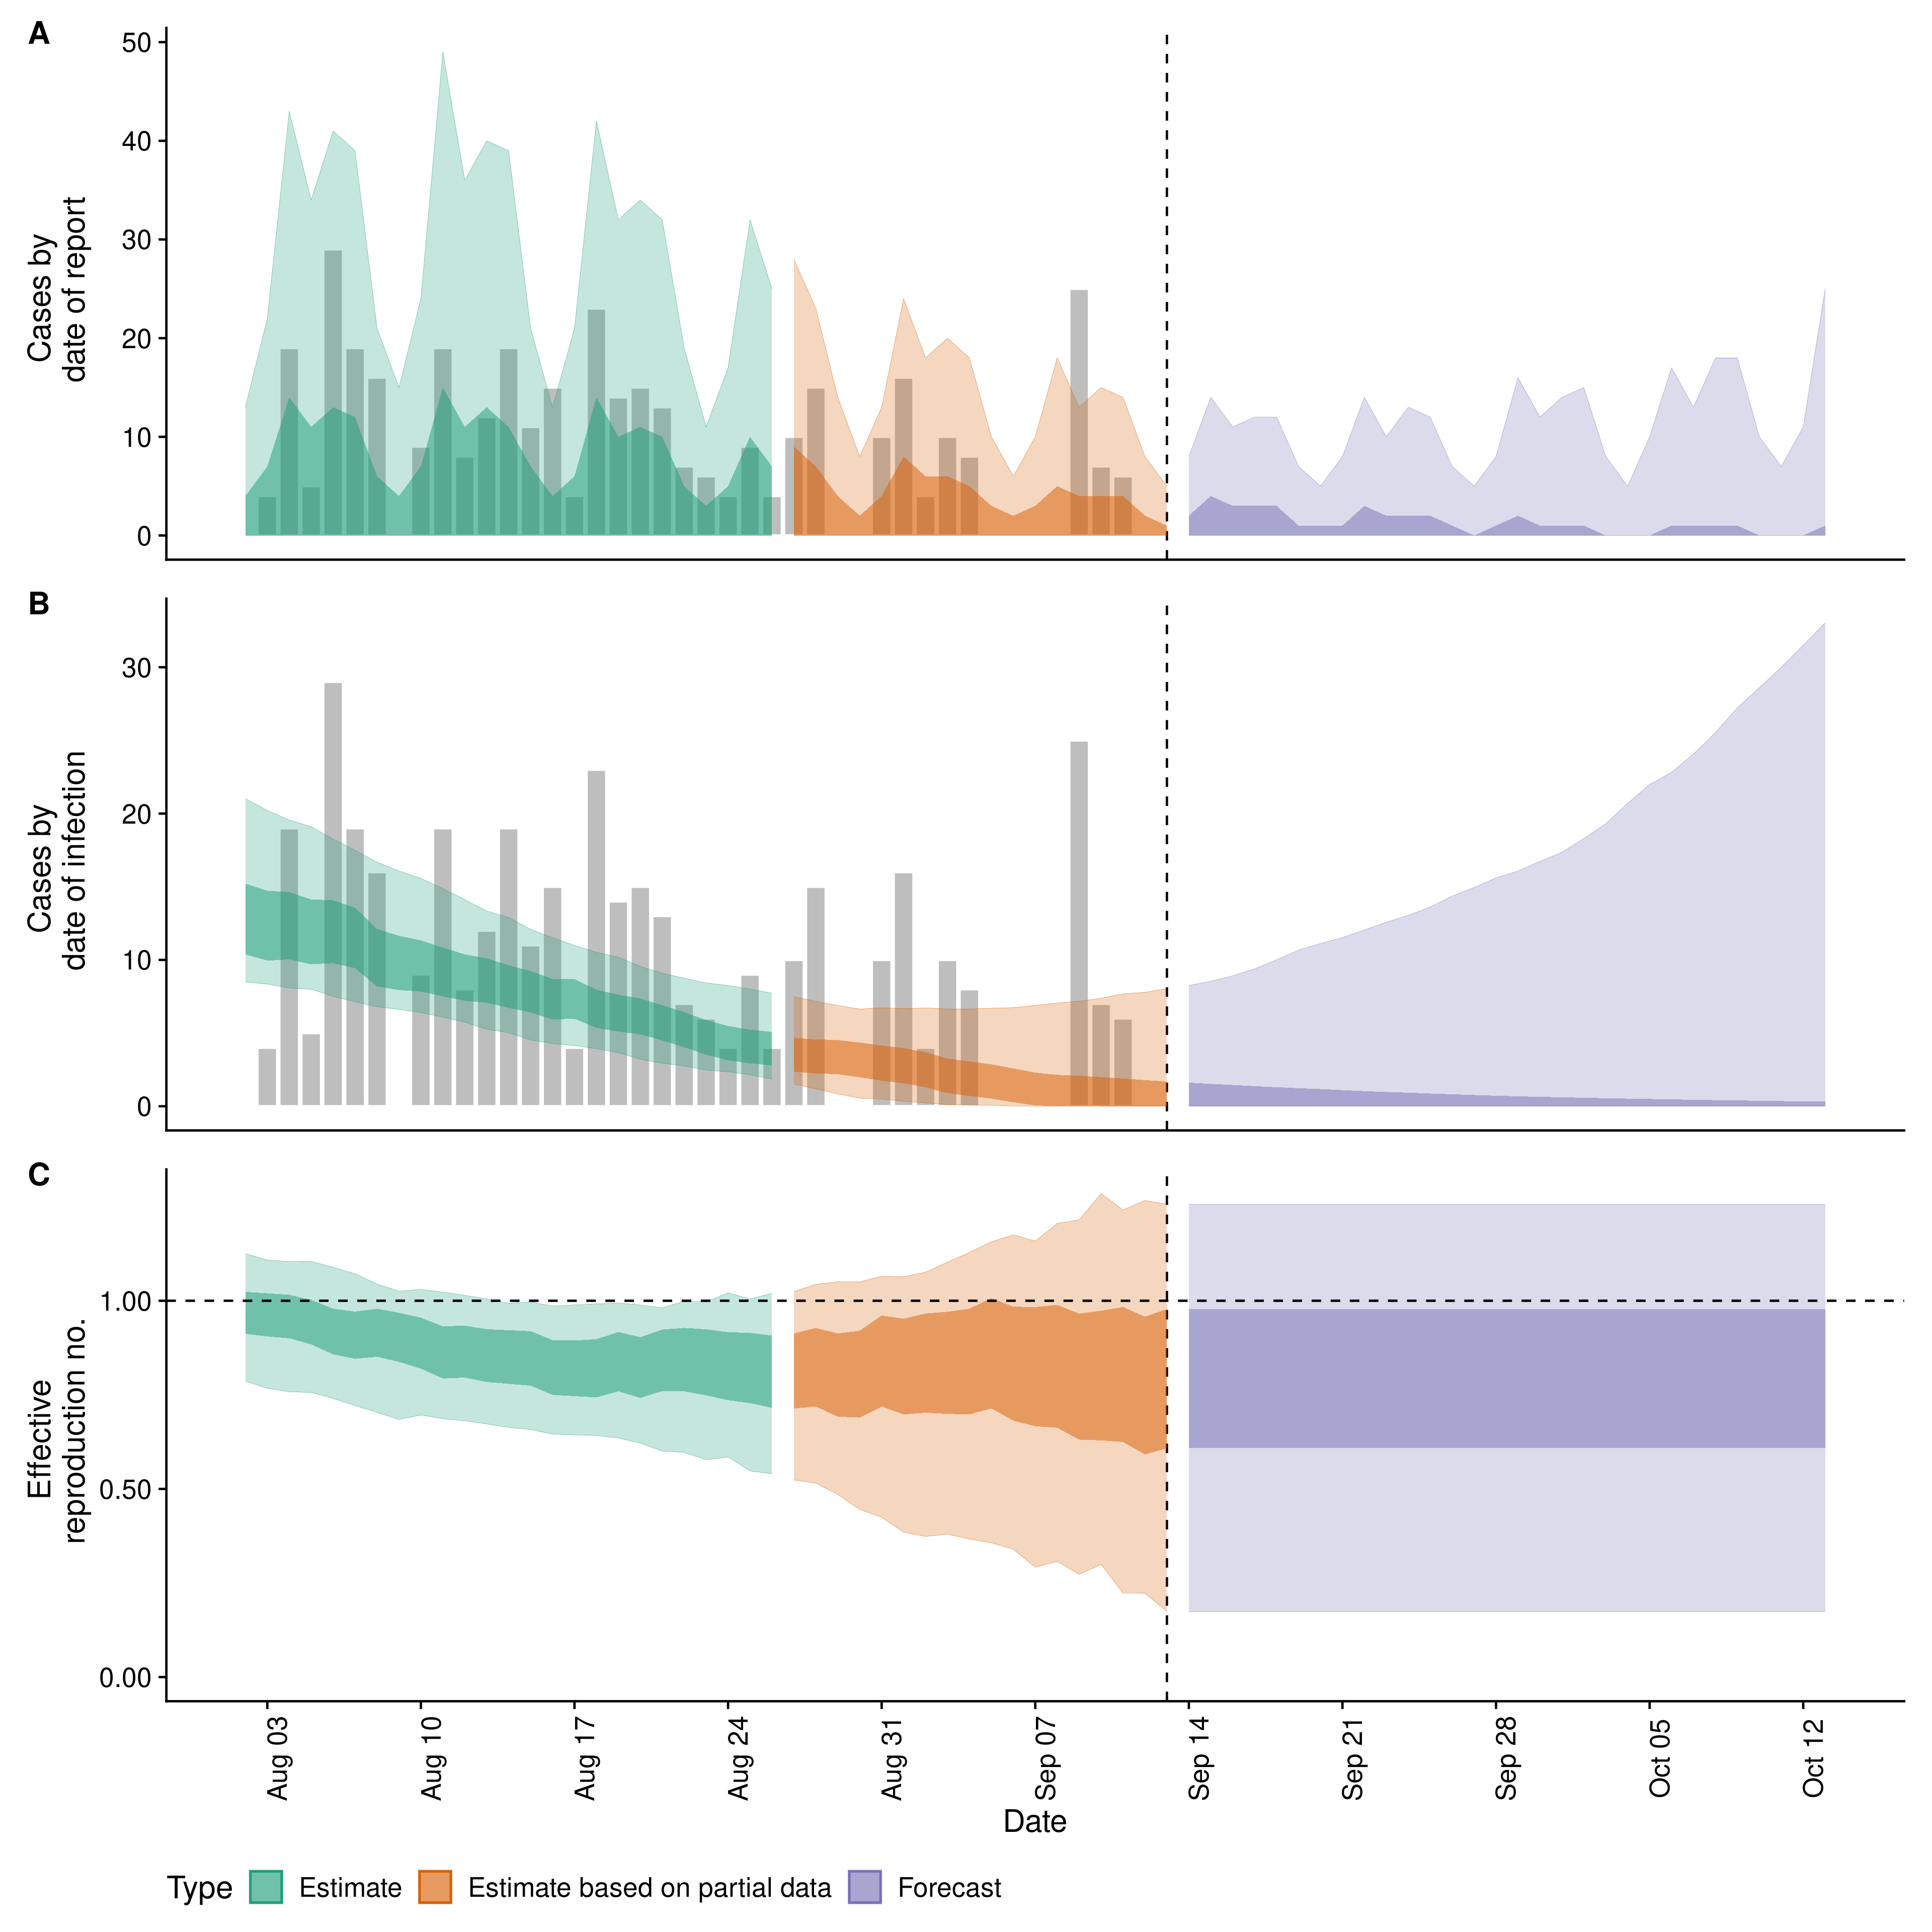 A
Cases by
date of report
50
40
30
20
10
0
B
Cases by
date of infection
30
20
10
0
C
Effective
reproduction no.
1.00
0.50
0.00
Aug 03
Aug 10
Aug 17
Aug 24
Aug 31
Sep 07
Sep 14
Sep 21
Sep 28
Oct 05
Oct 12
Date
Type Estimate Estimate based on partial data Forecast